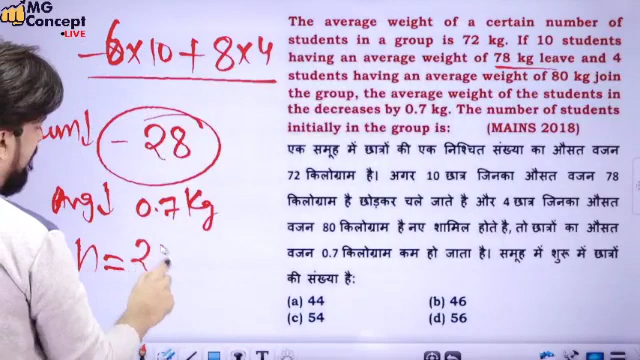 MG
Concept
LIVE
-6×10+8×4
The average weight of a certain number of
students in a group is 72 kg. If 10 students
having an average weight of 78 kg leave and 4
students having an average weight of 80 kg join
the group, the average weight of the students in
the decreases by 0.7 kg. The number of students
initially in the group is: (MAINS 2018)
um↓ -28
Avg↓ 0.7 Kg
n=2
एक समूह में छात्रों की एक निश्चित संख्या का औसत वजन
72 किलोग्राम है। अगर 10 छात्र जिनका औसत वजन 78
किलोग्राम है छोड़कर चले जाते है और 4 छात्र जिनका औसत
वजन 80 किलोग्राम है नए शामिल होते है, तो छात्रों का औसत
वजन 0.7 किलोग्राम कम हो जाता है। समूह में शुरू में छात्रों
की संख्या है:
(a) 44 (b) 46
(c) 54 (d) 56